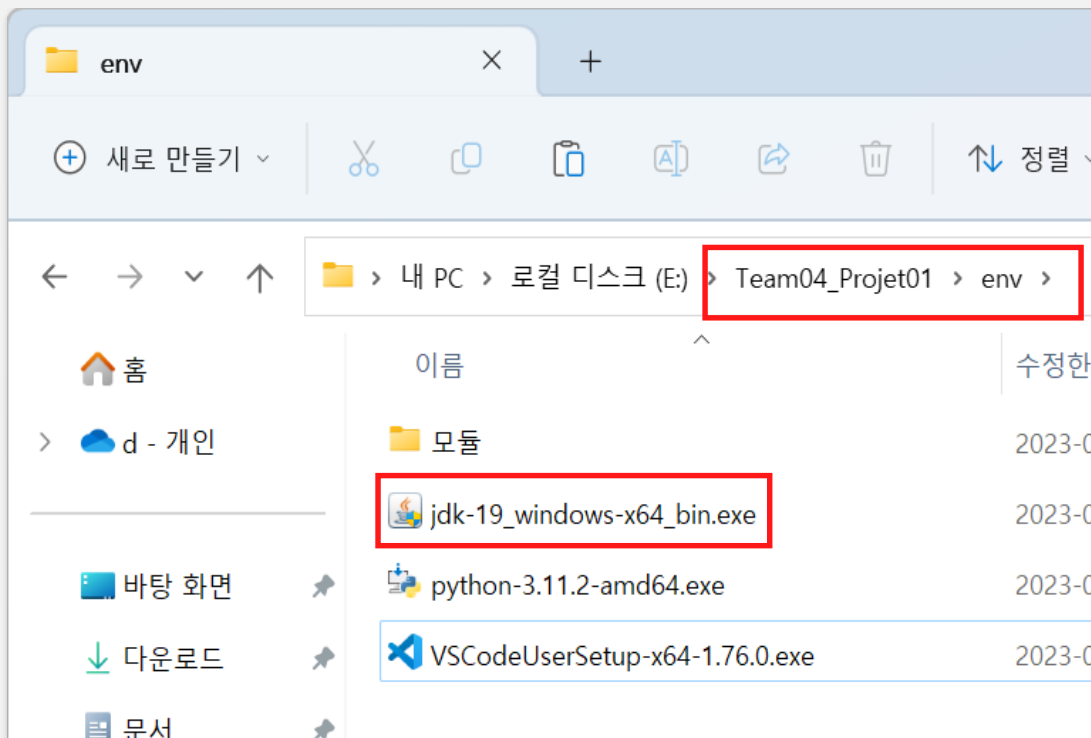 env
새로 만들기
정렬
내 PC > 로컬 디스크 (E:) > Team04_Projet01 > env >
이름
수정한
홈
d - 개인
모듈
2023-0
jdk-19_windows-x64_bin.exe
2023-0
바탕 화면
python-3.11.2-amd64.exe
2023-0
다운로드
VSCodeUserSetup-x64-1.76.0.exe
2023-0
문서